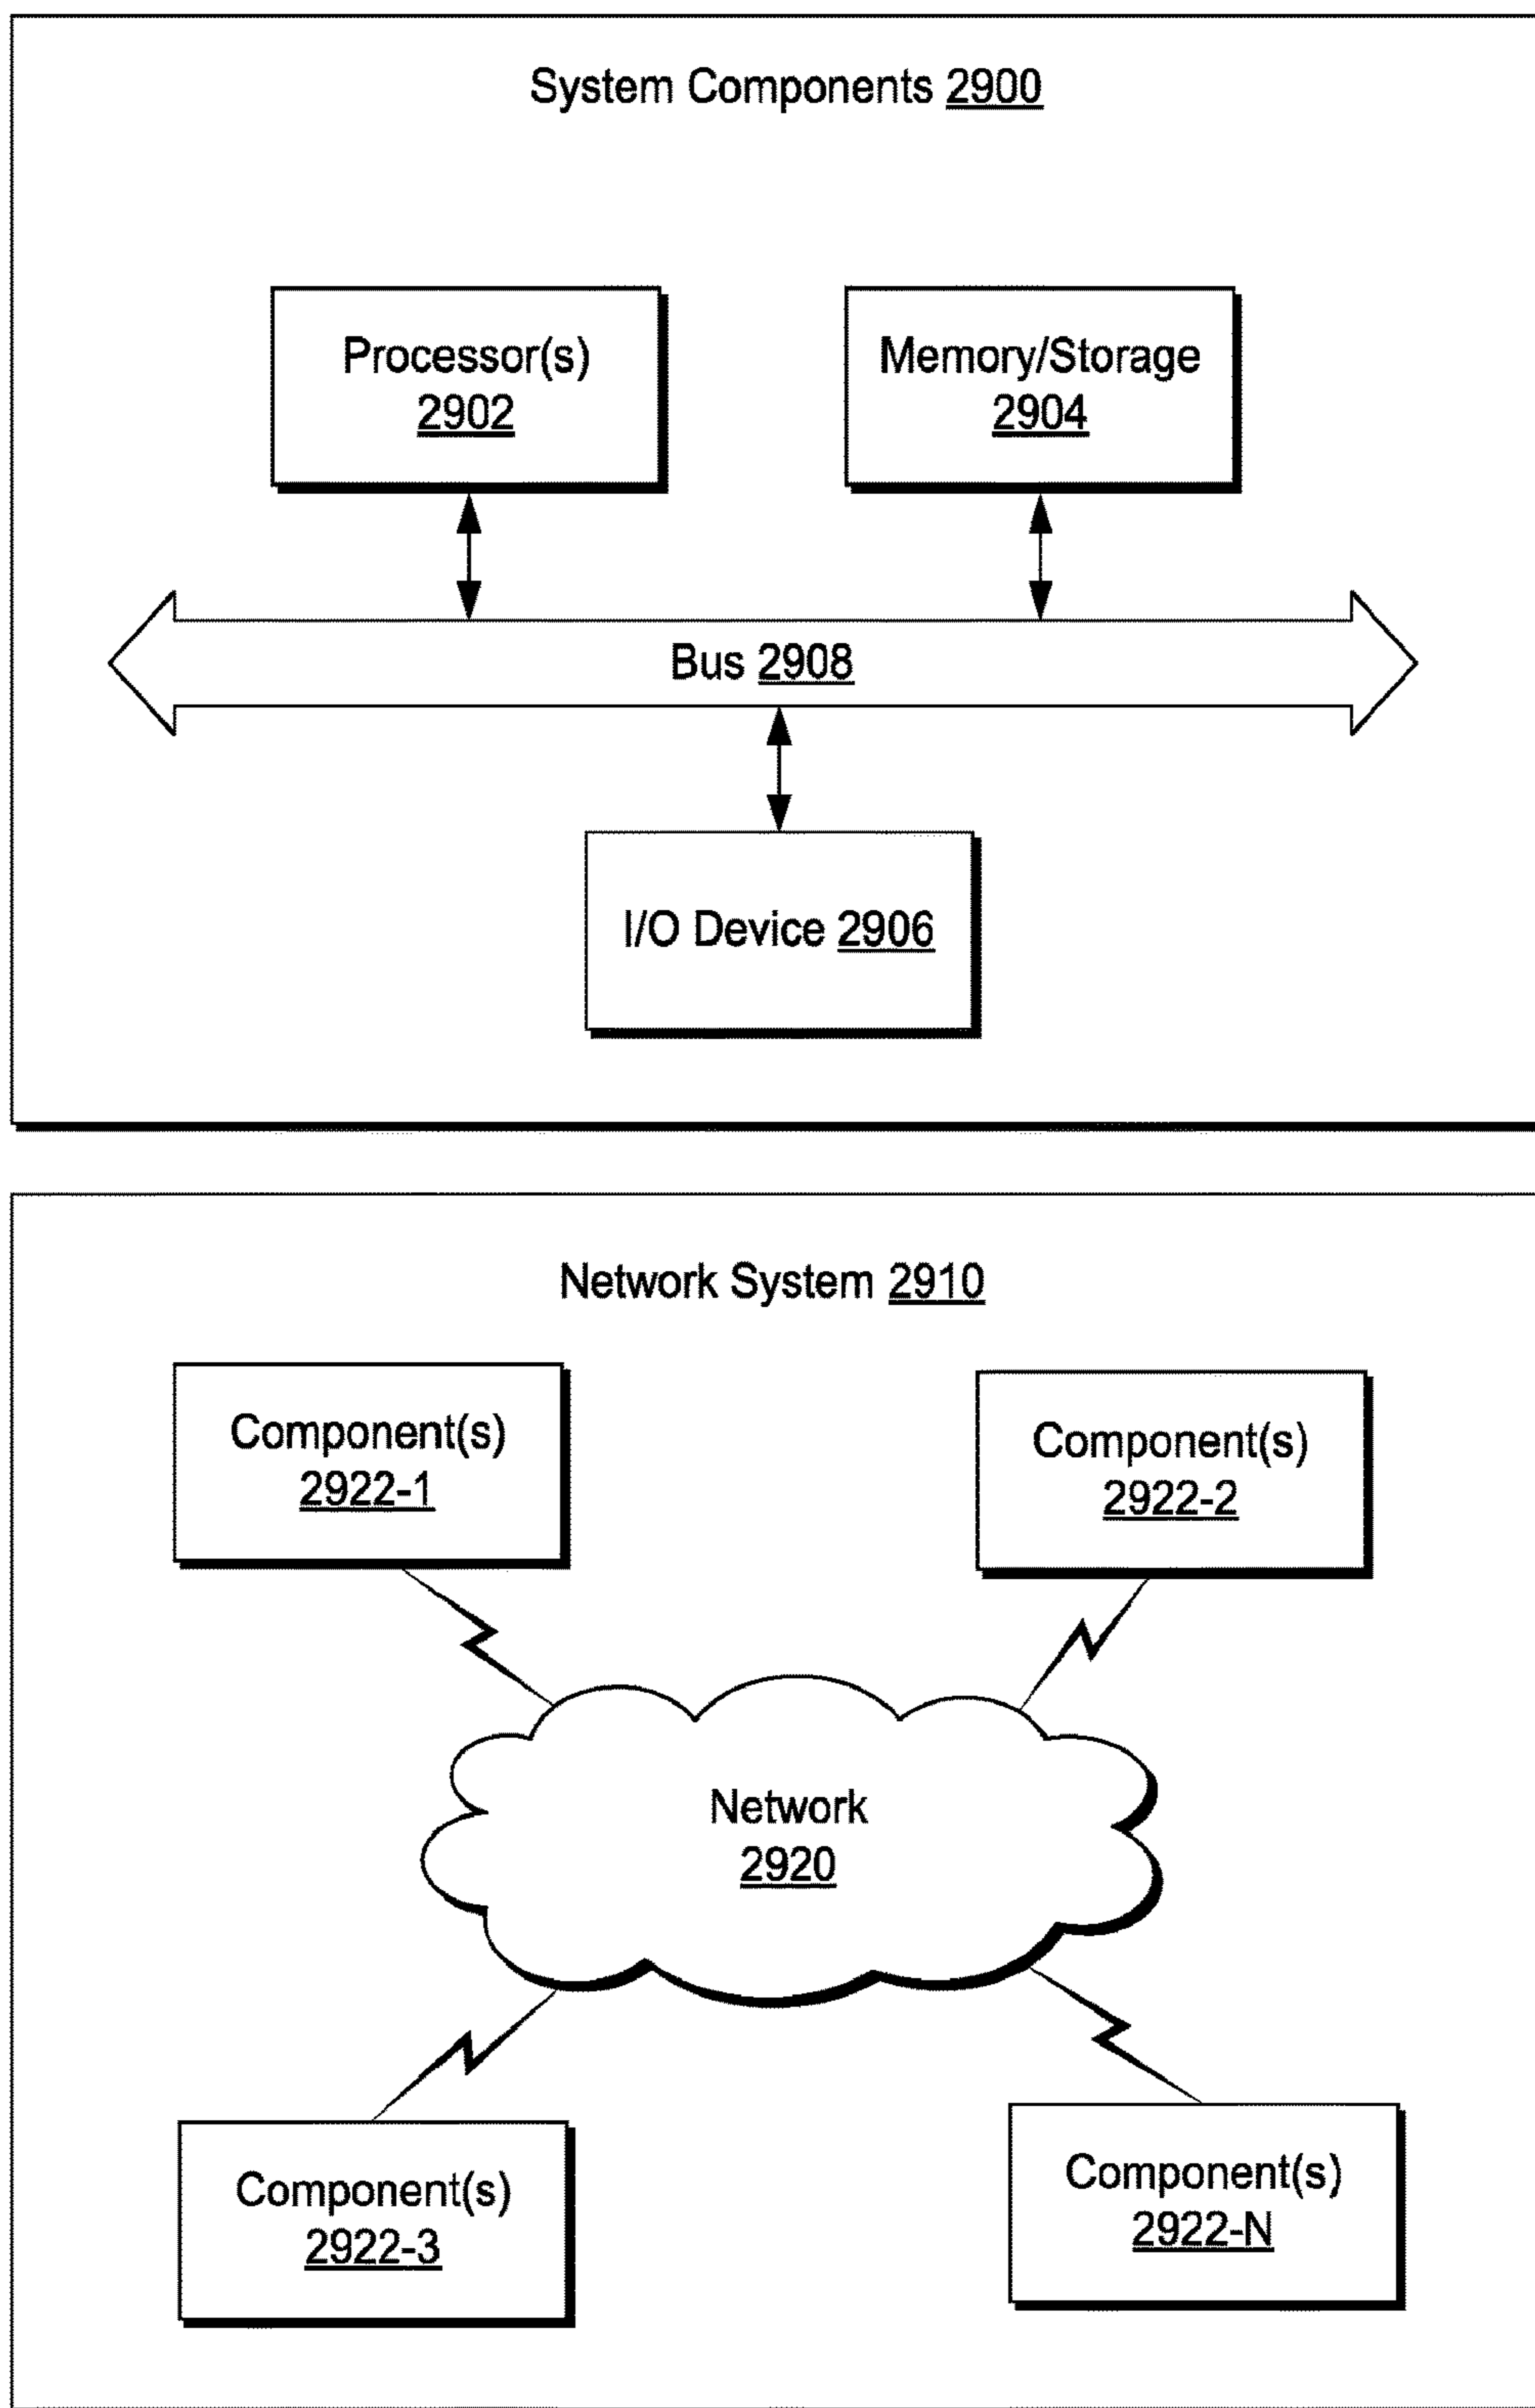 System Components 2900
Processor(s)
2902
Memory/Storage
2904
Bus 2908
I/O Device 2906
Network System 2910
Component(s)
2922-1
Component(s)
2922-2
Network
2920
Component(s)
2922-3
Component(s)
2922-N